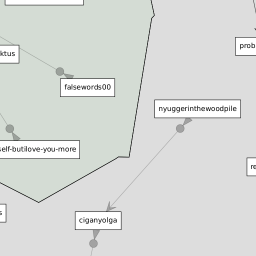 ktus
prob
falsewords00
nyuggerinthewoodpile
self-butilove-you-more
re
s
ciganyolga